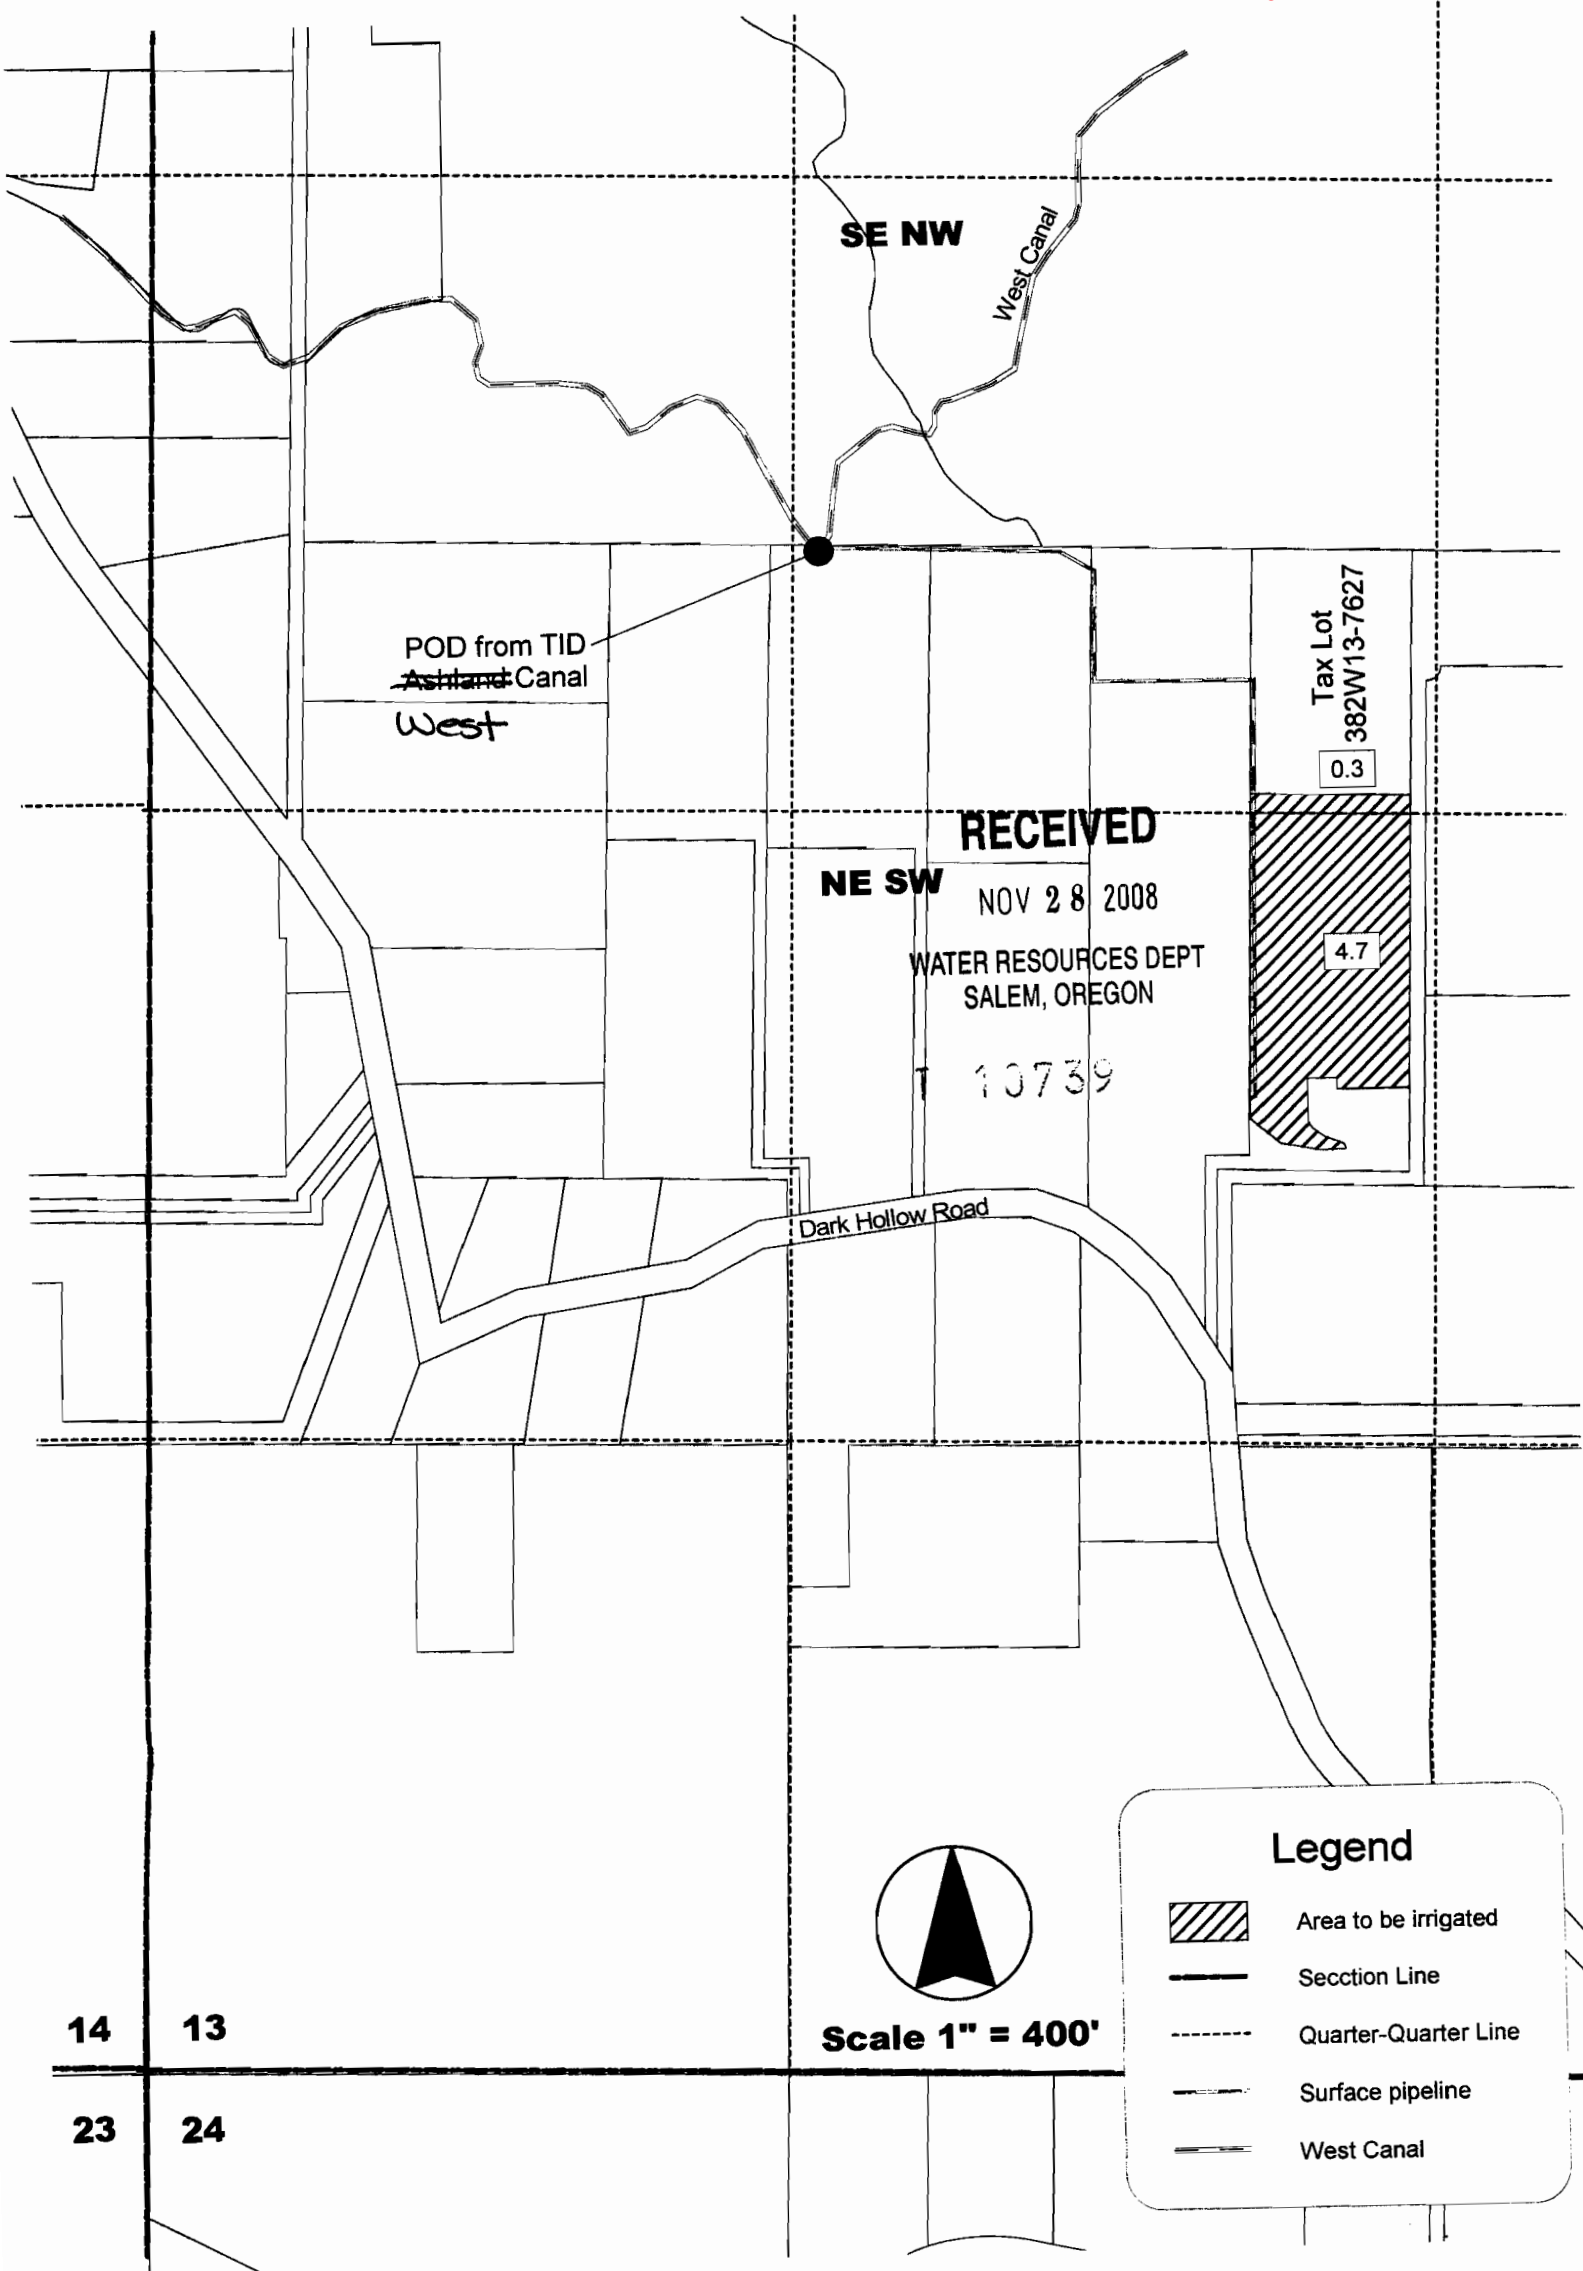 SE NW
West Canal
POD from TID
Ashland Canal
West
Tax Lot
382W13-7627
0.3
RECEIVED
NE SW
NOV 28 2008
4.7
WATER RESOURCES DEPT
SALEM, OREGON
T 10739
Dark Hollow Road
Legend
Area to be irrigated
Secction Line
Quarter-Quarter Line
Surface pipeline
West Canal
Scale 1" = 400'
14 13
23 24